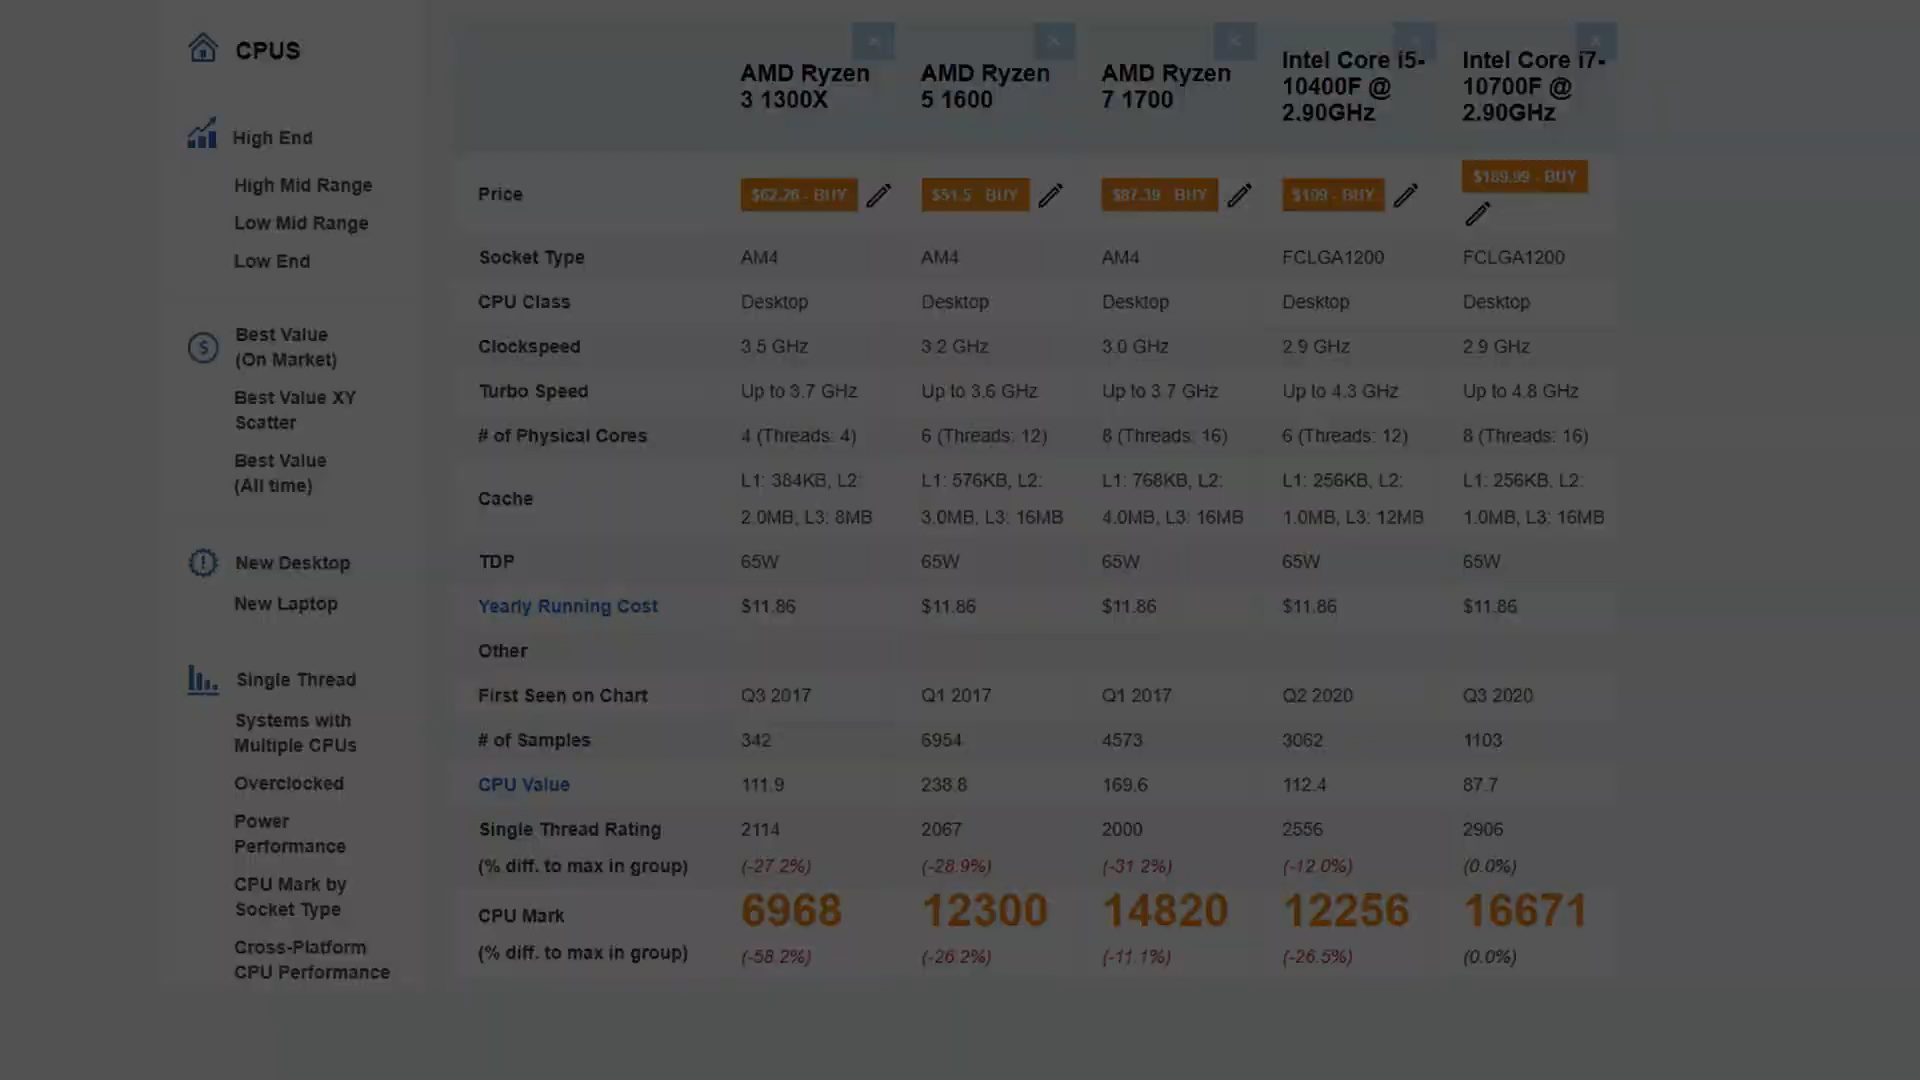 CPUS
High End
High Mid Range
Low Mid Range
Low End
Best Value
(On Market)
Best Value XY
Scatter
Best Value
(All time)
New Desktop
New Laptop
Single Thread
Systems with
Multiple CPUs
Overclocked
Power
Performance
CPU Mark by
Socket Type
Cross-Platform
CPU Performance
AMD Ryzen
3 1300X
AMD Ryzen
5 1600
AMD Ryzen
7 1700
Intel Core i5-
10400F @
2.90GHz
Intel Core i7-
10700F @
2.90GHz
Price $62.26 - BUY $51.5 - BUY $87.39 - BUY $109 - BUY $189.99 - BUY
Socket Type AM4 AM4 AM4 FCLGA1200 FCLGA1200
CPU Class Desktop Desktop Desktop Desktop Desktop
Clockspeed 3.5 GHz 3.2 GHz 3.0 GHz 2.9 GHz 2.9 GHz
Turbo Speed Up to 3.7 GHz Up to 3.6 GHz Up to 3.7 GHz Up to 4.3 GHz Up to 4.8 GHz
# of Physical Cores 4 (Threads: 4) 6 (Threads: 12) 8 (Threads: 16) 6 (Threads: 12) 8 (Threads: 16)
Cache
L1: 384KB, L2: L1: 576KB, L2: L1: 768KB, L2: L1: 256KB, L2: L1: 256KB, L2:
2.0MB, L3: 8MB 3.0MB, L3: 16MB 4.0MB, L3: 16MB 1.0MB, L3: 12MB 1.0MB, L3: 16MB
TDP 65W 65W 65W 65W 65W
Yearly Running Cost $11.86 $11.86 $11.86 $11.86 $11.86
Other
First Seen on Chart Q3 2017 Q1 2017 Q1 2017 Q2 2020 Q3 2020
# of Samples 342 6954 4573 3062 1103
CPU Value 111.9 238.8 169.6 112.4 87.7
Single Thread Rating 2114 2067 2000 2556 2906
(% diff. to max in group) (-27.2%) (-28.9%) (-31.2%) (-12.0%) (0.0%)
CPU Mark 6968 12300 14820 12256 16671
(% diff. to max in group) (-58.2%) (-26.2%) (-11.1%) (-26.5%) (0.0%)